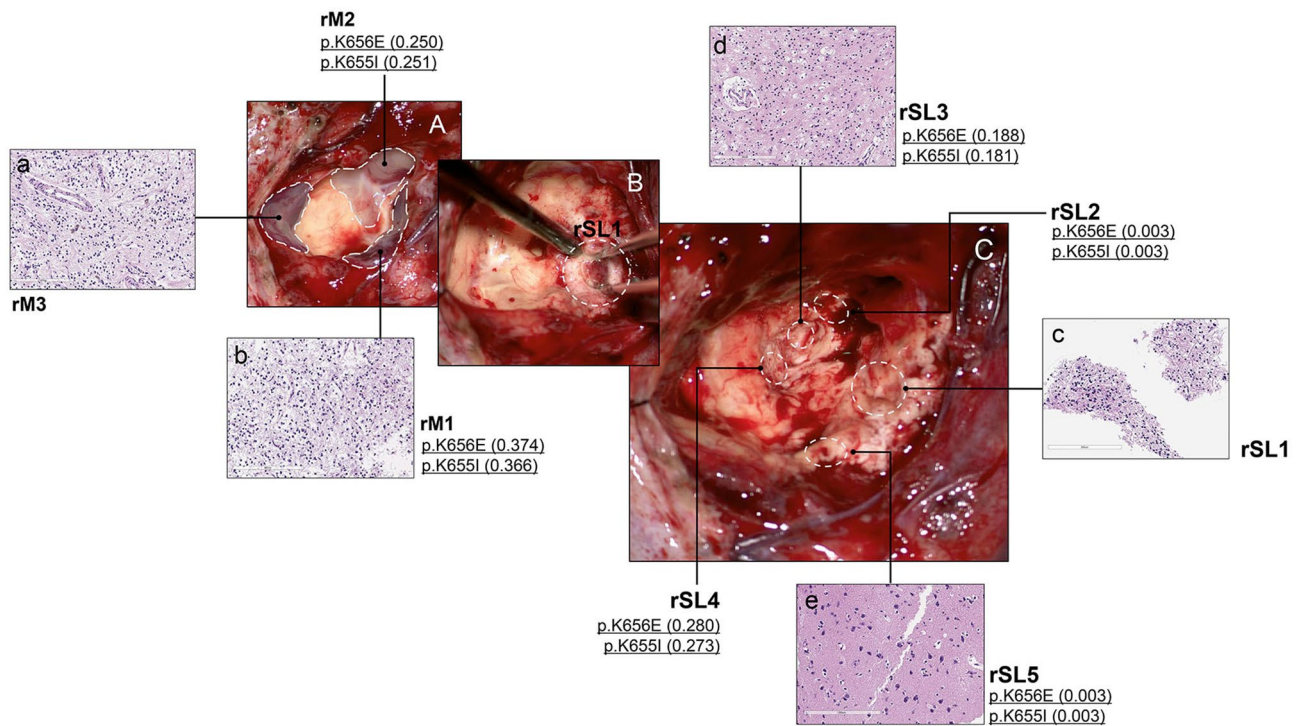 rM2
p.K656E (0.250)
p.K655I (0.251)
A
a
rM3
b
rM1
p.K656E (0.374)
p.K655I (0.366)
B
rSL1
d
rSL3
p.K656E (0.188)
p.K655I (0.181)
C
rSL2
p.K656E (0.003)
p.K655I (0.003)
c
rSL1
rSL4
p.K656E (0.280)
p.K655I (0.273)
e
rSL5
p.K656E (0.003)
p.K655I (0.003)